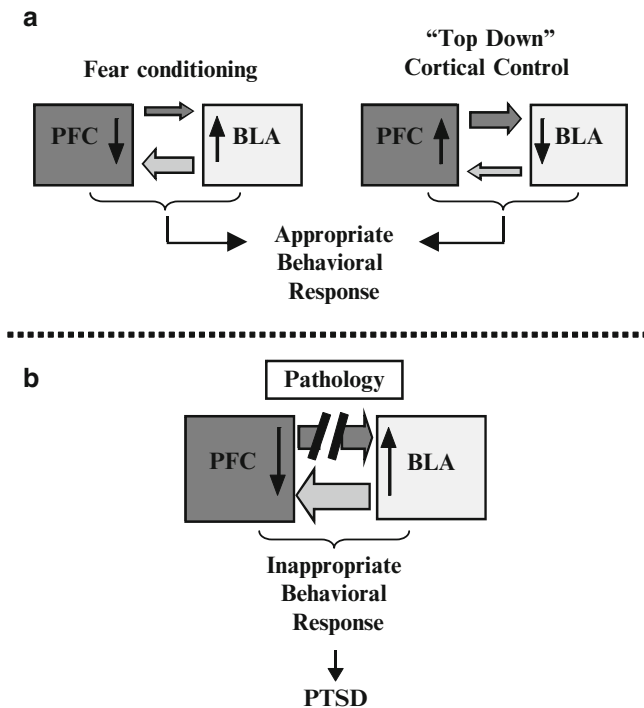 a
Fear conditioning
“Top Down”
Cortical Control
PFC
BLA
PFC
BLA
Appropriate
Behavioral
Response
b
Pathology
PFC
BLA
Inappropriate
Behavioral
Response
PTSD